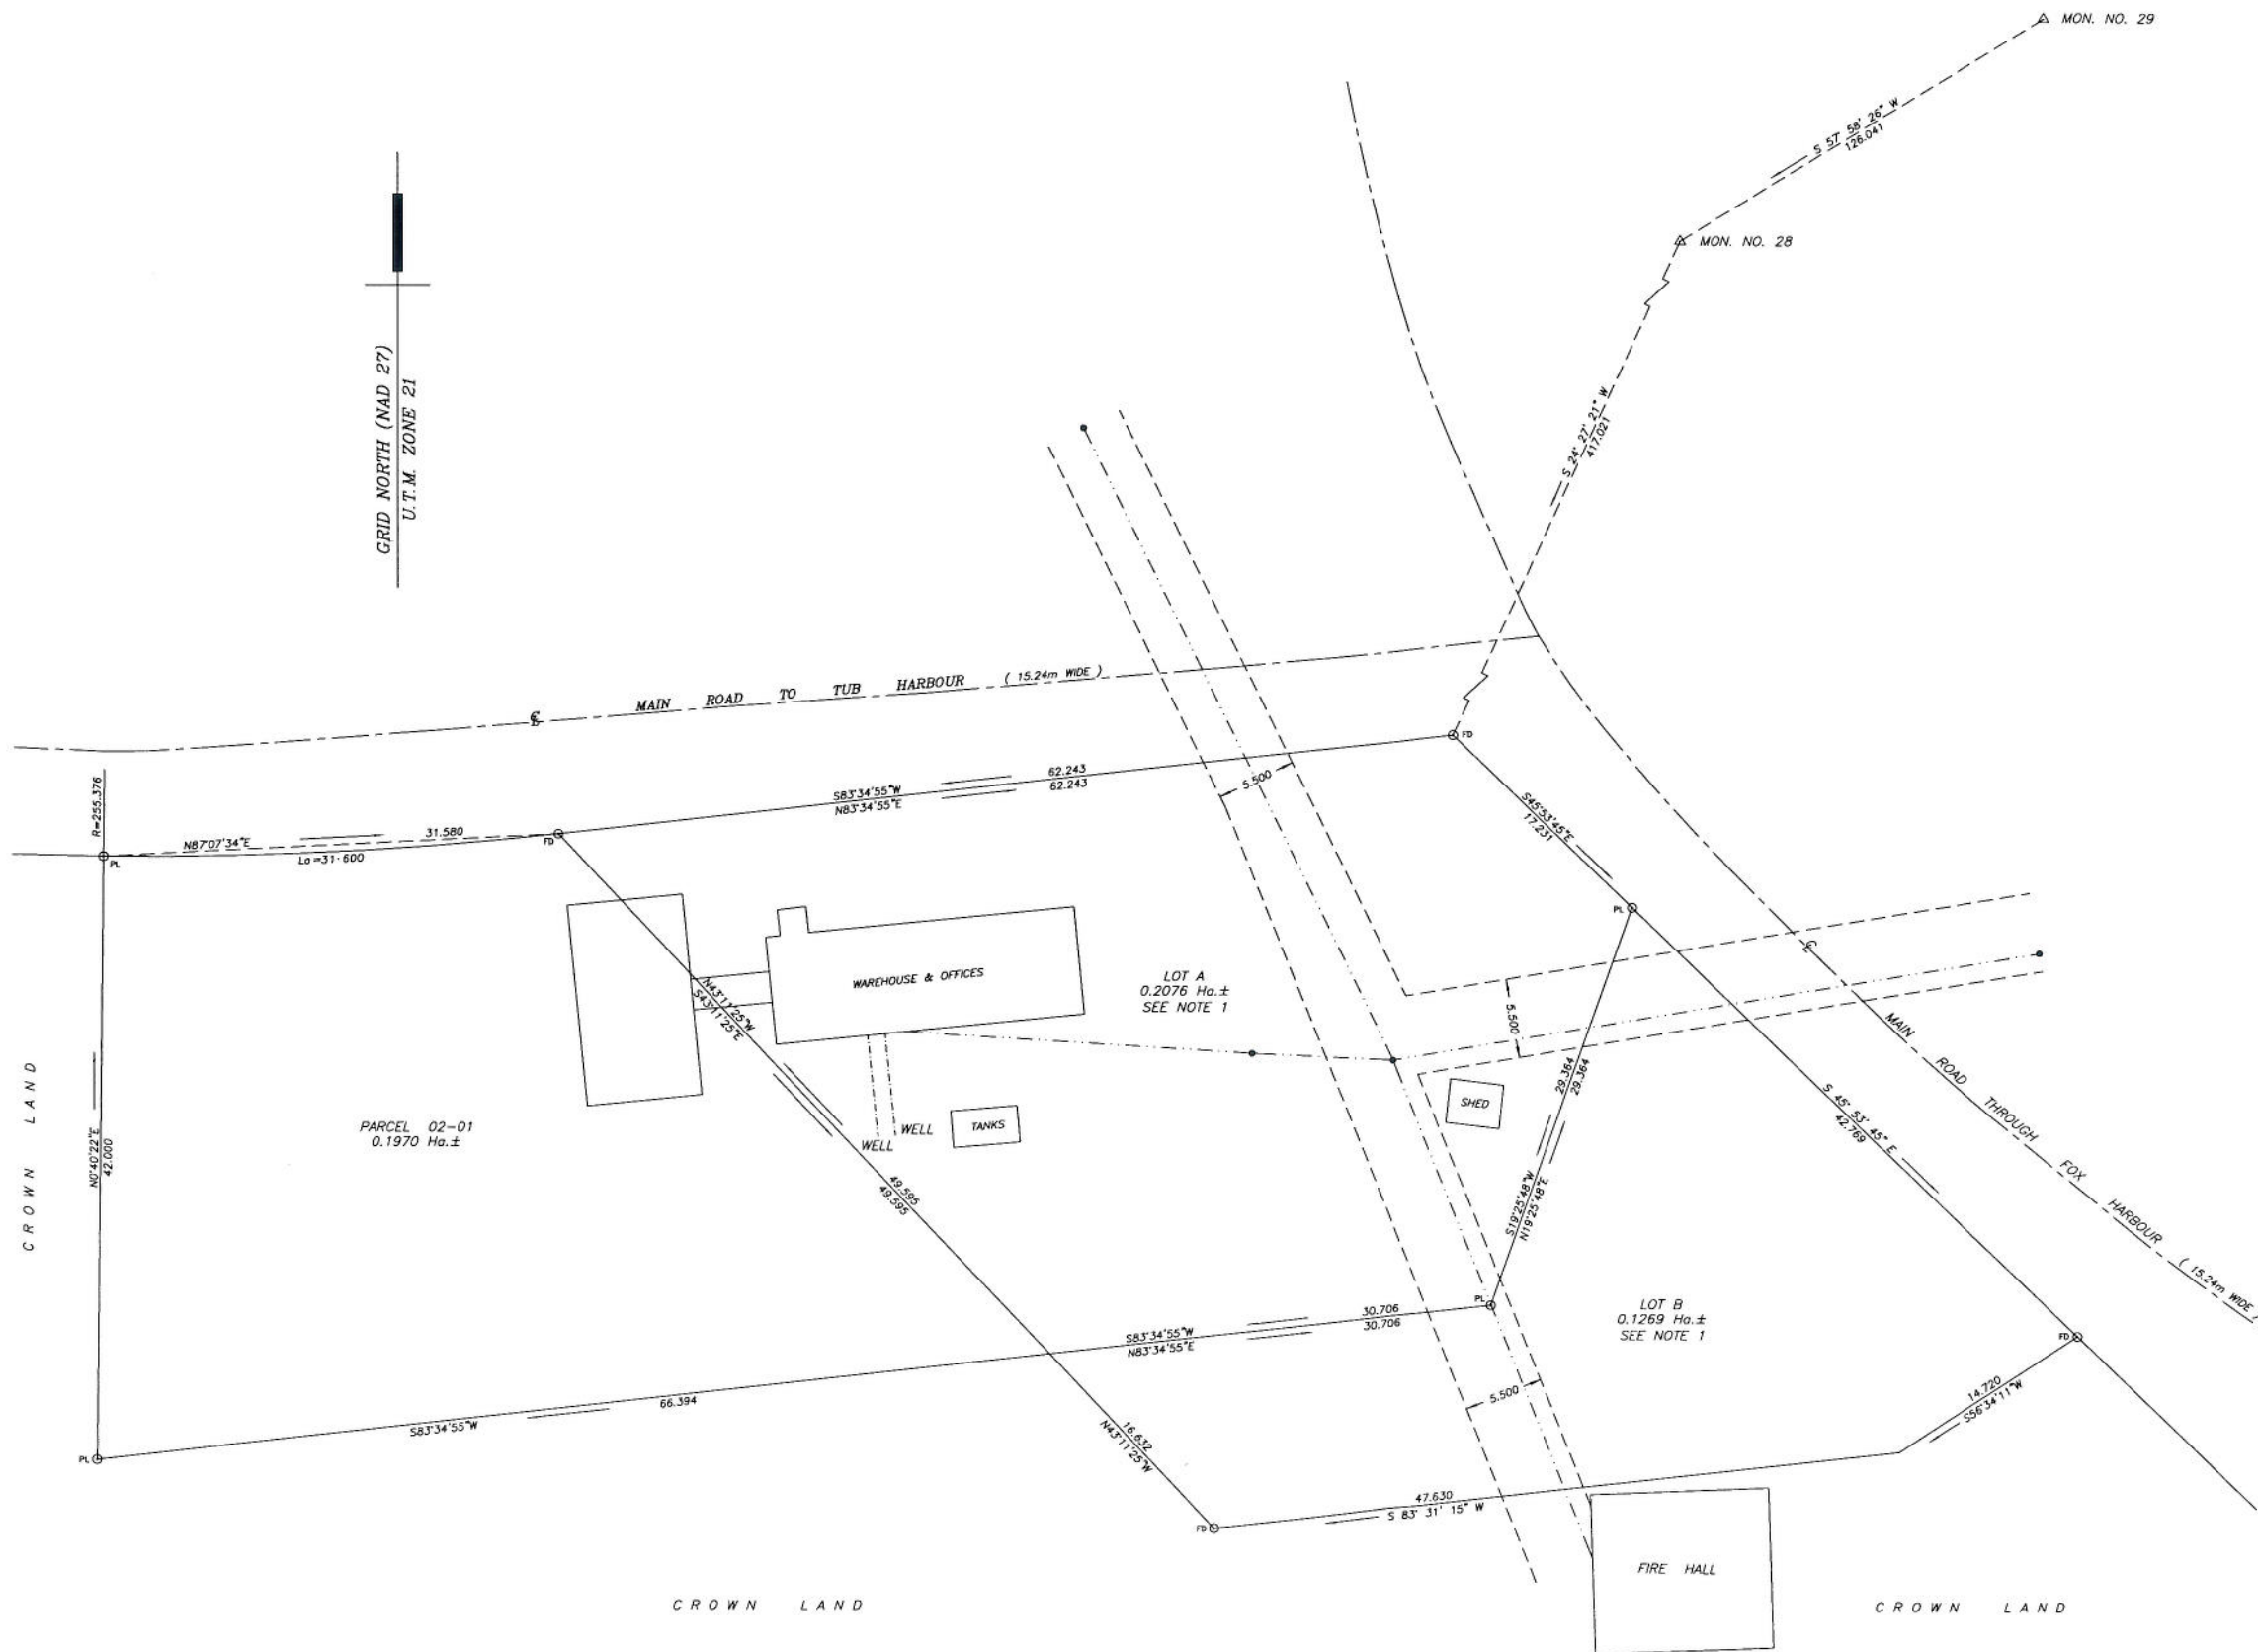 MON. NO. 29
S 57° 58' 26" W
126.041
MON. NO. 28
GRID NORTH (NAD 27)
U.T.M. ZONE 21
S 24° 27' 21" W
417.021
MAIN ROAD TO TUB HARBOUR ( 15.24m WIDE )
℄
FD
R=255.376
N87°07'34"E 31.580
La=31.600
PL
FD
S83°34'55"W 62.243
N83°34'55"E 62.243
5.500
S45°53'45"E
17.231
PL
℄
WAREHOUSE & OFFICES
LOT A
0.2076 Ha.±
SEE NOTE 1
N43°11'25"W
S43°11'25"E
5.500
MAIN ROAD THROUGH FOX HARBOUR ( 15.24m WIDE )
CROWN LAND
N0°40'22"E
42.000
PARCEL 02-01
0.1970 Ha.±
WELL
WELL
TANKS
SHED
29.364
29.364
S 45° 53' 45" E
42.769
49.595
49.595
S19°25'48"W
N19°25'48"E
PL
30.706
30.706
S83°34'55"W
N83°34'55"E
LOT B
0.1269 Ha.±
SEE NOTE 1
FD
5.500
14.720
S56°34'11"W
66.394
S83°34'55"W
PL
16.632
N43°11'25"W
FD
47.630
S 83° 31' 15" W
FIRE HALL
CROWN LAND
CROWN LAND